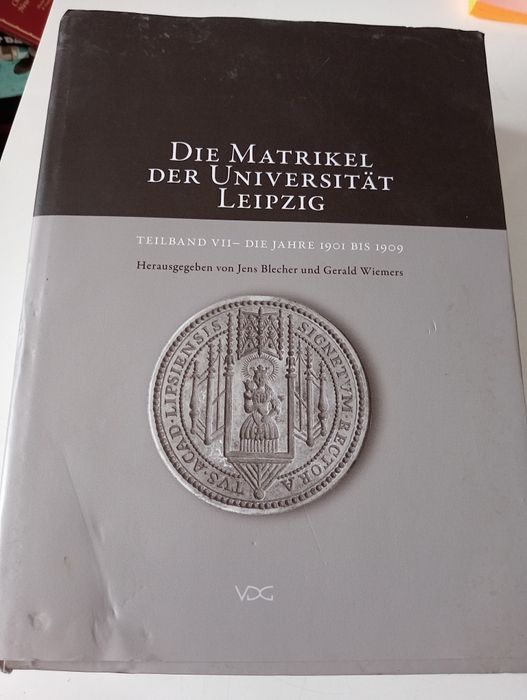 DIE MATRIKEL
DER UNIVERSITÄT
LEIPZIG
TEILBAND VII– DIE JAHRE 1901 BIS 1909
Herausgegeben von Jens Blecher und Gerald Wiemers
SIGNETVM·RECTORA
TVS·ACAD·LIPSIENSIS
VDG